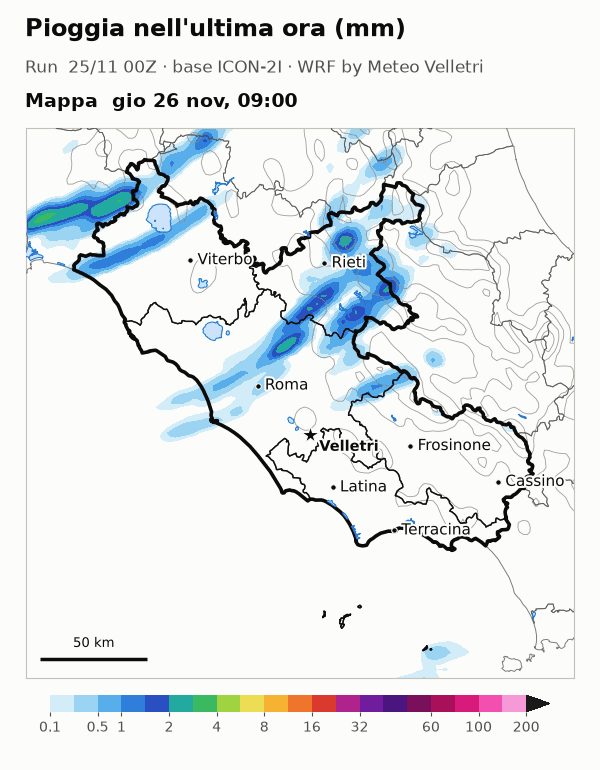 Pioggia nell'ultima ora (mm)
Run 25/11 00Z · base ICON-2I · WRF by Meteo Velletri
Mappa gio 26 nov, 09:00
Viterbo
Rieti
Roma
Velletri
Frosinone
Latina
Cassino
Terracina
50 km
0.1 0.5 1 2 4 8 16 32 60 100 200